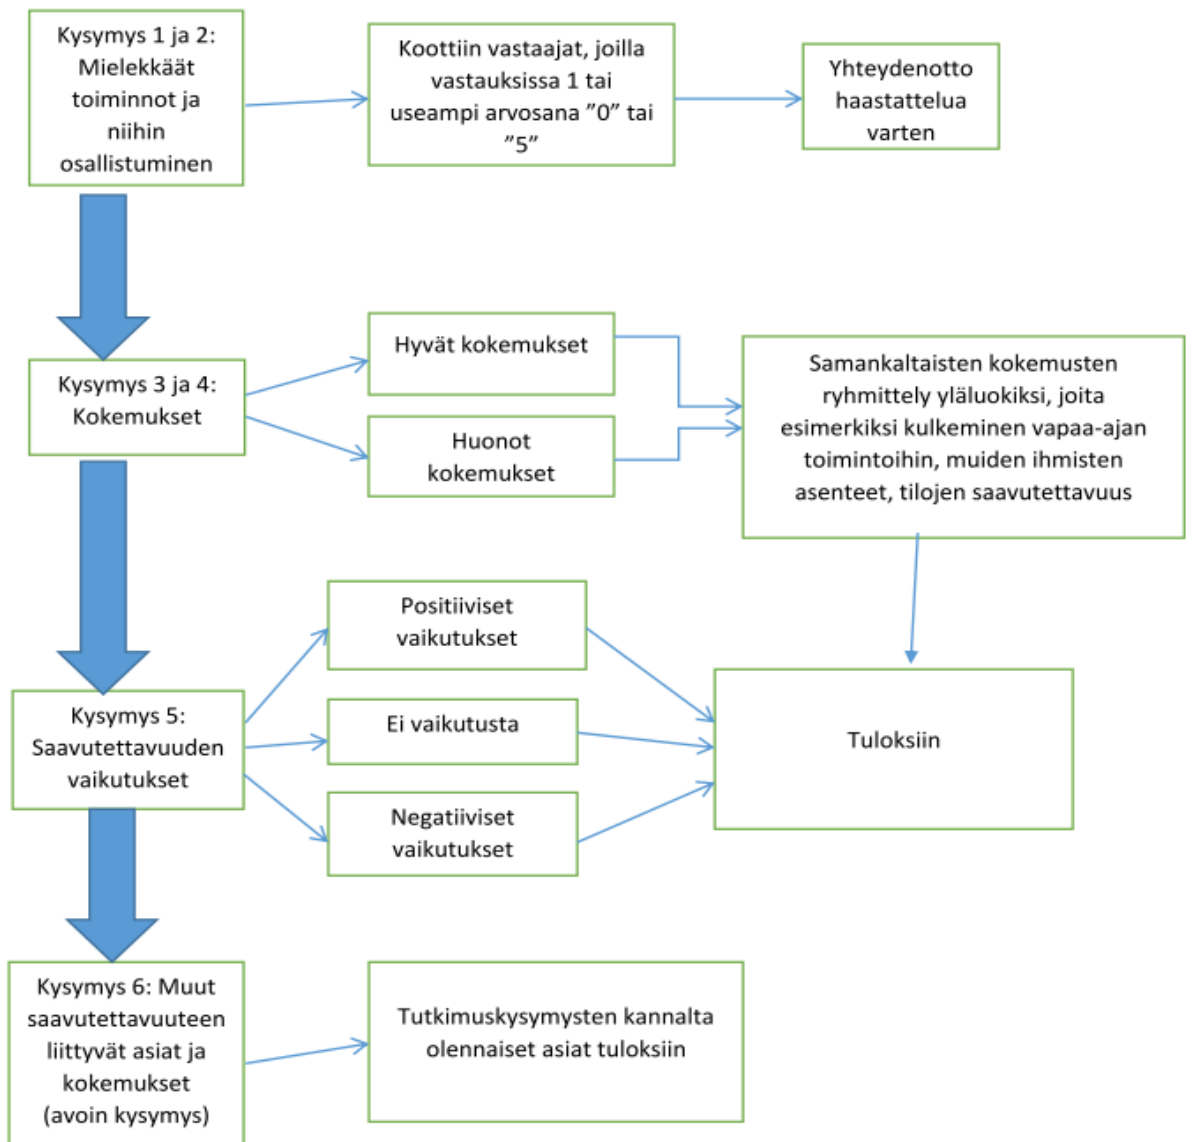 Kysymys 1 ja 2:
Mielekkäät
toiminnot ja
niihin
osallistuminen
Koottiin vastaajat, joilla
vastauksissa 1 tai
useampi arvosana ”0” tai
”5”
Yhteydenotto
haastattelua
varten
Kysymys 3 ja 4:
Kokemukset
Hyvät kokemukset
Huonot
kokemukset
Samankaltaisten kokemusten
ryhmittely yläluokiksi, joita
esimerkiksi kulkeminen vapaa-ajan
toimintoihin, muiden ihmisten
asenteet, tilojen saavutettavuus
Kysymys 5:
Saavutettavuuden
vaikutukset
Positiiviset
vaikutukset
Ei vaikutusta
Negatiiviset
vaikutukset
Tuloksiin
Kysymys 6: Muut
saavutettavuuteen
liittyvät asiat ja
kokemukset
(avoin kysymys)
Tutkimuskysymysten kannalta
olennaiset asiat tuloksiin